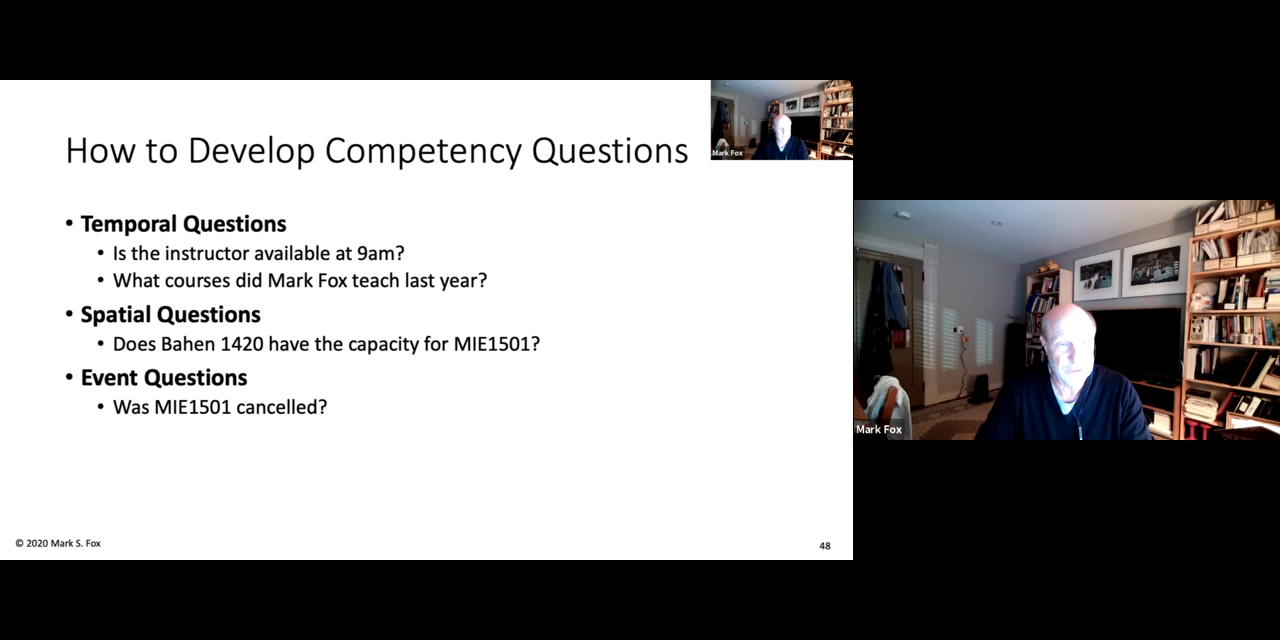 How to Develop Competency Questions
Mark Fox
• Temporal Questions
• Is the instructor available at 9am?
• What courses did Mark Fox teach last year?
• Spatial Questions
• Does Bahen 1420 have the capacity for MIE1501?
• Event Questions
• Was MIE1501 cancelled?
© 2020 Mark S. Fox
48
Mark Fox